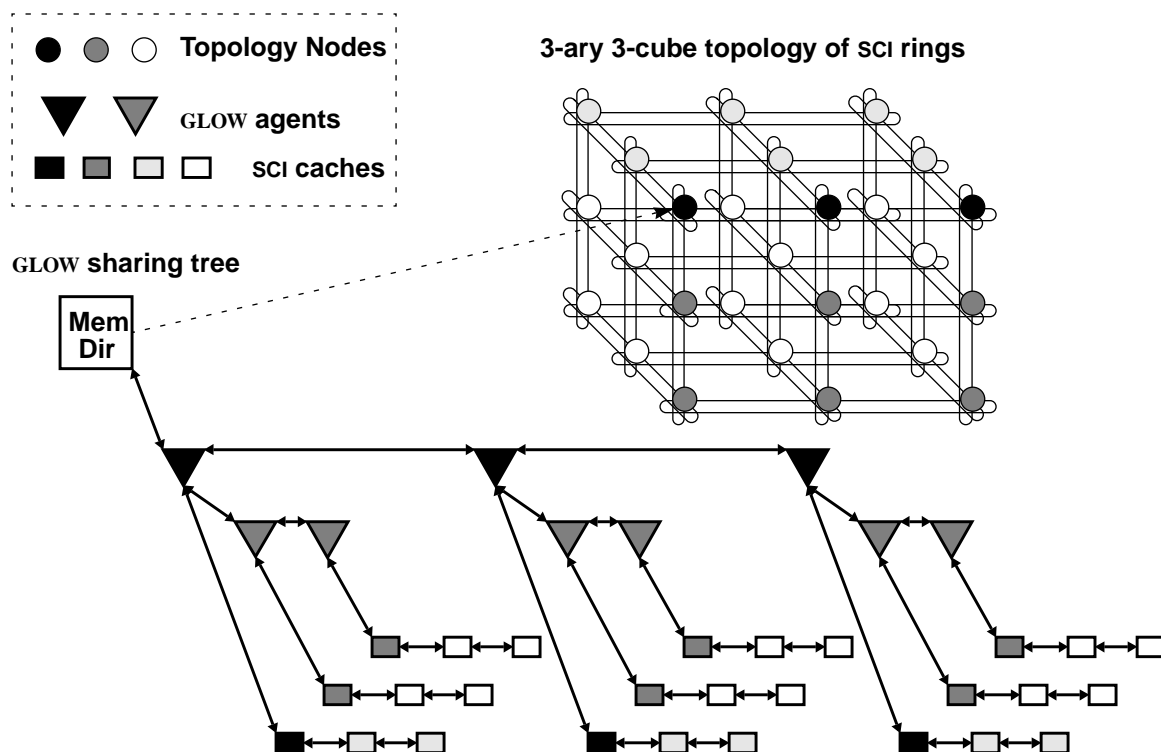 Topology Nodes
GLOW agents
SCI caches
3-ary 3-cube topology of SCI rings
GLOW sharing tree
Mem
Dir